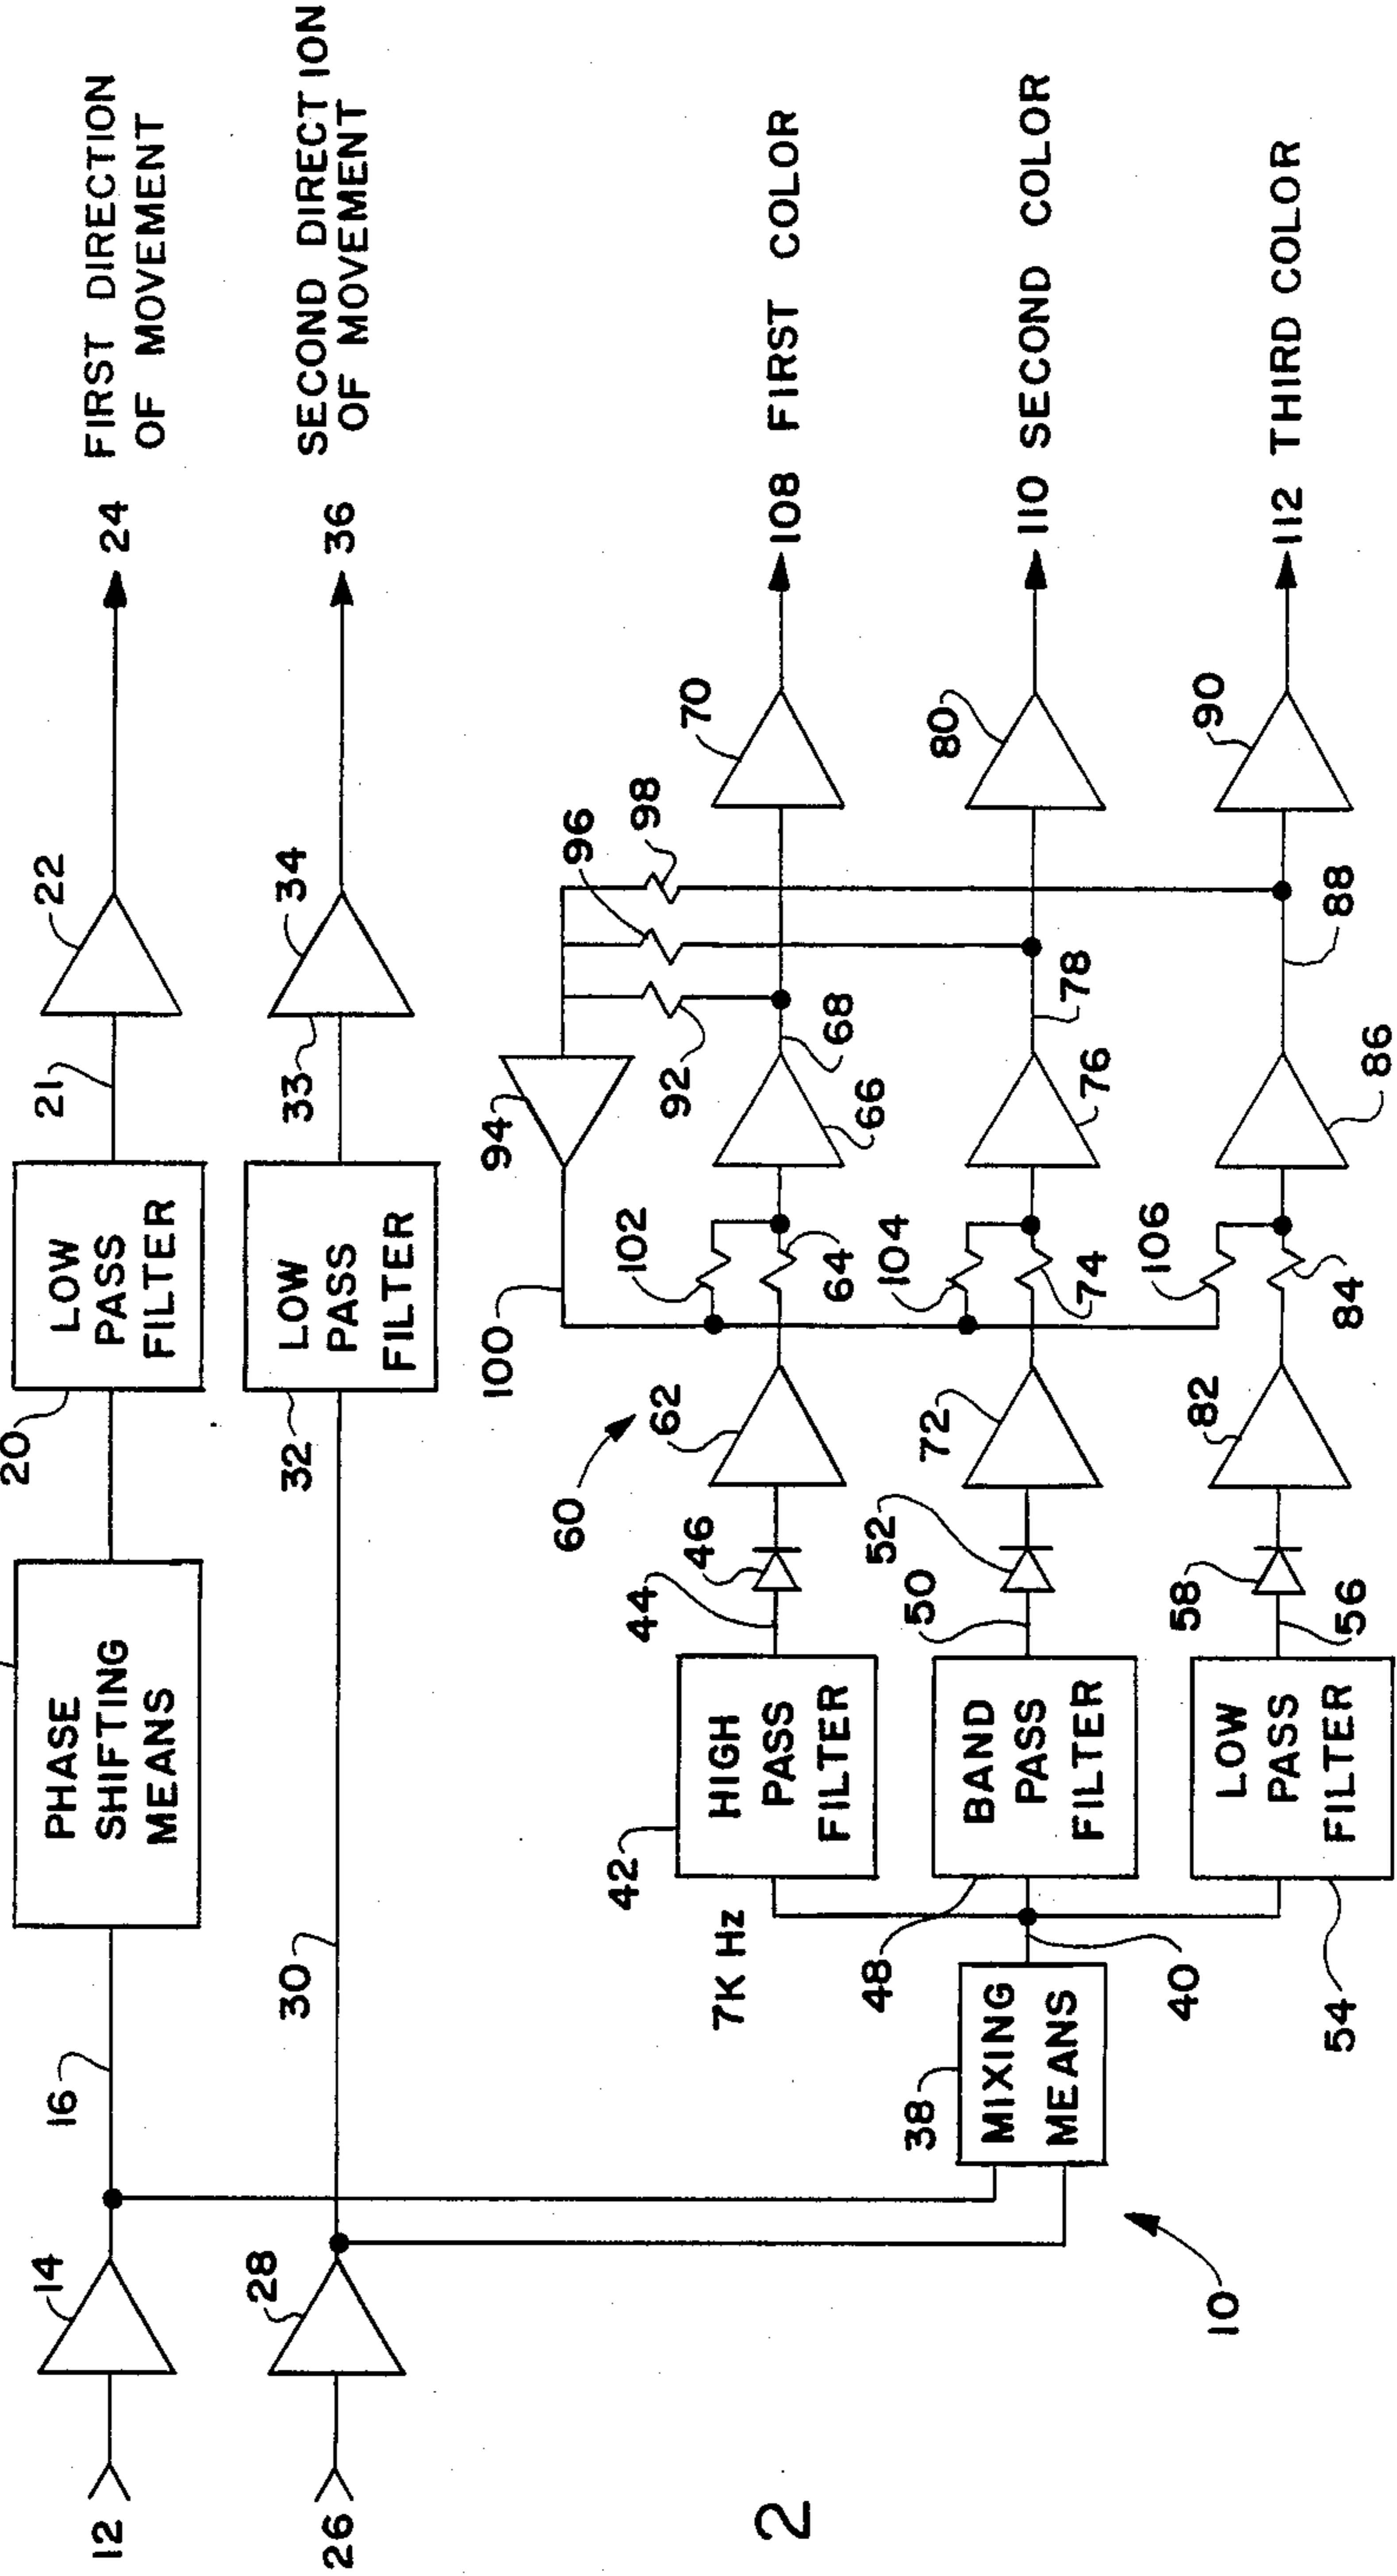 12
14
16
PHASE
SHIFTING
MEANS
20
LOW
PASS
FILTER
21
22
24 FIRST DIRECTION
OF MOVEMENT
26
28
30
32
LOW
PASS
FILTER
33
34
36
SECOND DIRECTION
OF MOVEMENT
2
10
38
MIXING
MEANS
40
7K Hz
42
HIGH
PASS
FILTER
44
46
60
62
100
102
64
94
66
68
92
96
98
70
108 FIRST COLOR
48
BAND
PASS
FILTER
50
52
72
104
74
76
78
80
110 SECOND COLOR
54
LOW
PASS
FILTER
56
58
82
106
84
86
88
90
112 THIRD COLOR